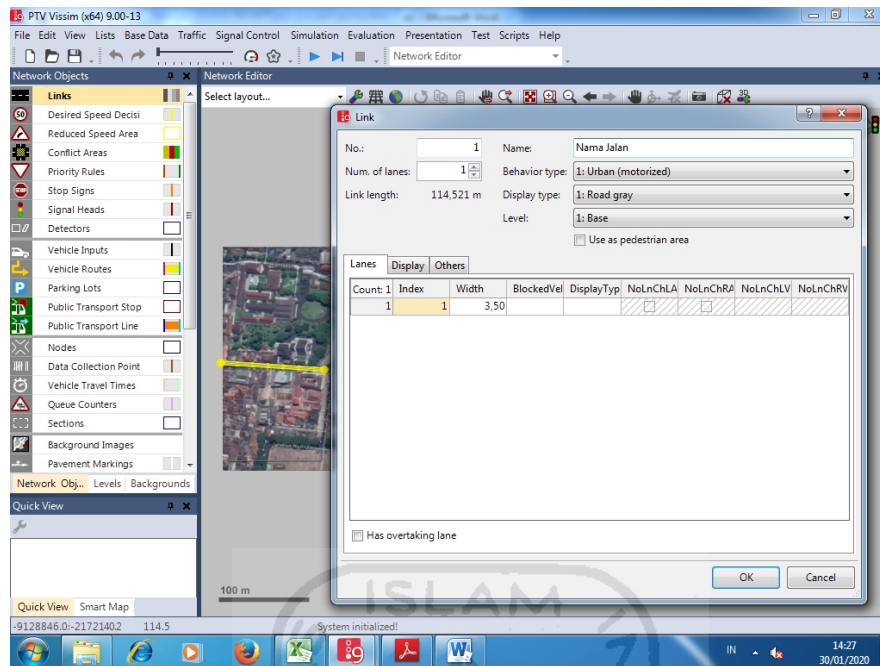 PTV Vissim (x64) 9.00-13
File Edit View Lists Base Data Traffic Signal Control Simulation Evaluation Presentation Test Scripts Help
Network Editor
Network Objects
Network Editor
Select layout...
Links
Desired Speed Decisi
Reduced Speed Area
Conflict Areas
Priority Rules
Stop Signs
Signal Heads
Detectors
Vehicle Inputs
Vehicle Routes
Parking Lots
Public Transport Stop
Public Transport Line
Nodes
Data Collection Point
Vehicle Travel Times
Queue Counters
Sections
Background Images
Pavement Markings
Network Obj... Levels Backgrounds
Quick View
Quick View Smart Map
100 m
Link
No.: 1 Name: Nama Jalan
Num. of lanes: 1 Behavior type: 1: Urban (motorized)
Link length: 114,521 m Display type: 1: Road gray
Level: 1: Base
Use as pedestrian area
Lanes Display Others
Count: 1 Index Width BlockedVel DisplayTyp NoLnChLA NoLnChRA NoLnChLV NoLnChRV
1 1 3,50
Has overtaking lane
OK Cancel
ISLAM
-9128846.0:-2172140.2 114.5 System initialized!
IN 14:27
30/01/2020